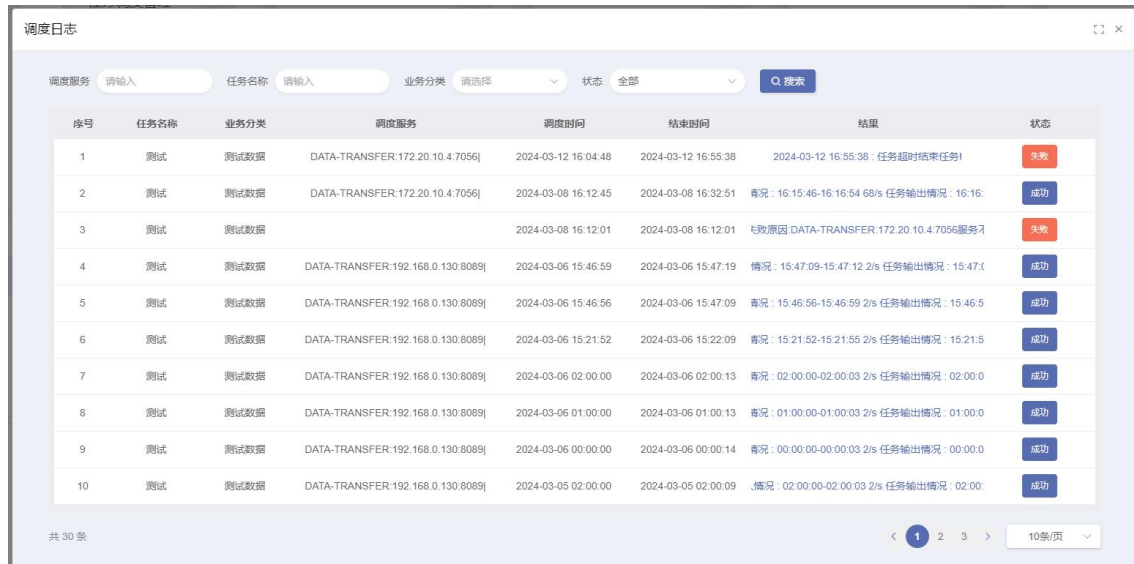 调度日志
调度服务 请输入 任务名称 请输入 业务分类 请选择 状态 全部 搜索
序号 任务名称 业务分类 调度服务 调度时间 结束时间 结果 状态
1 测试 测试数据 DATA-TRANSFER:172.20.10.4:7056| 2024-03-12 16:04:48 2024-03-12 16:55:38 2024-03-12 16:55:38 : 任务超时结束任务! 失败
2 测试 测试数据 DATA-TRANSFER:172.20.10.4:7056| 2024-03-08 16:12:45 2024-03-08 16:32:51 情况 : 16:15:46-16:16:54 68/s 任务输出情况 : 16:16: 成功
3 测试 测试数据 2024-03-08 16:12:01 2024-03-08 16:12:01 败原因:DATA-TRANSFER:172.20.10.4:7056服务 失败
4 测试 测试数据 DATA-TRANSFER:192.168.0.130:8089| 2024-03-06 15:46:59 2024-03-06 15:47:19 情况 : 15:47:09-15:47:12 2/s 任务输出情况 : 15:47:0 成功
5 测试 测试数据 DATA-TRANSFER:192.168.0.130:8089| 2024-03-06 15:46:56 2024-03-06 15:47:09 情况 : 15:46:56-15:46:59 2/s 任务输出情况 : 15:46:5 成功
6 测试 测试数据 DATA-TRANSFER:192.168.0.130:8089| 2024-03-06 15:21:52 2024-03-06 15:22:09 情况 : 15:21:52-15:21:55 2/s 任务输出情况 : 15:21:5 成功
7 测试 测试数据 DATA-TRANSFER:192.168.0.130:8089| 2024-03-06 02:00:00 2024-03-06 02:00:13 情况 : 02:00:00-02:00:03 2/s 任务输出情况 : 02:00:0 成功
8 测试 测试数据 DATA-TRANSFER:192.168.0.130:8089| 2024-03-06 01:00:00 2024-03-06 01:00:13 情况 : 01:00:00-01:00:03 2/s 任务输出情况 : 01:00:0 成功
9 测试 测试数据 DATA-TRANSFER:192.168.0.130:8089| 2024-03-06 00:00:00 2024-03-06 00:00:14 情况 : 00:00:00-00:00:03 2/s 任务输出情况 : 00:00:0 成功
10 测试 测试数据 DATA-TRANSFER:192.168.0.130:8089| 2024-03-05 02:00:00 2024-03-05 02:00:09 情况 : 02:00:00-02:00:03 2/s 任务输出情况 : 02:00: 成功
共 30 条 < 1 2 3 > 10条/页